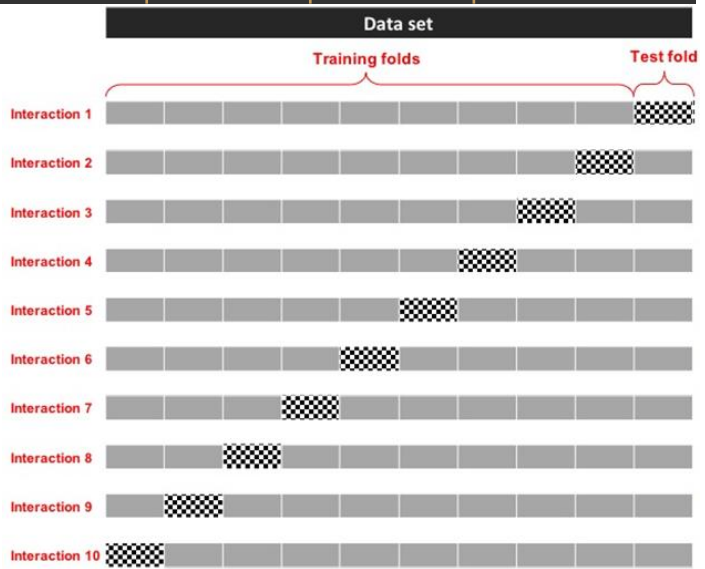 Data set
Training folds
Test fold
Interaction 1
Interaction 2
Interaction 3
Interaction 4
Interaction 5
Interaction 6
Interaction 7
Interaction 8
Interaction 9
Interaction 10